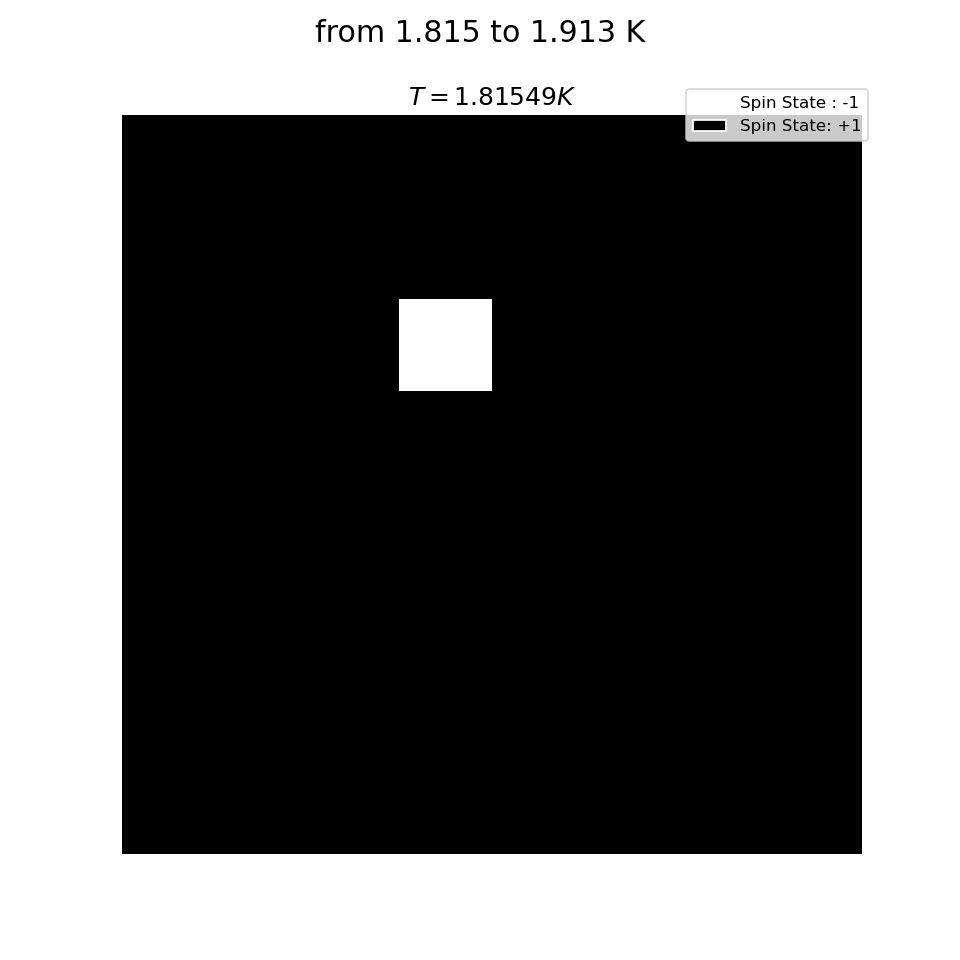 from 1.815 to 1.913 K
T = 1.81549K
Spin State : -1
Spin State: +1